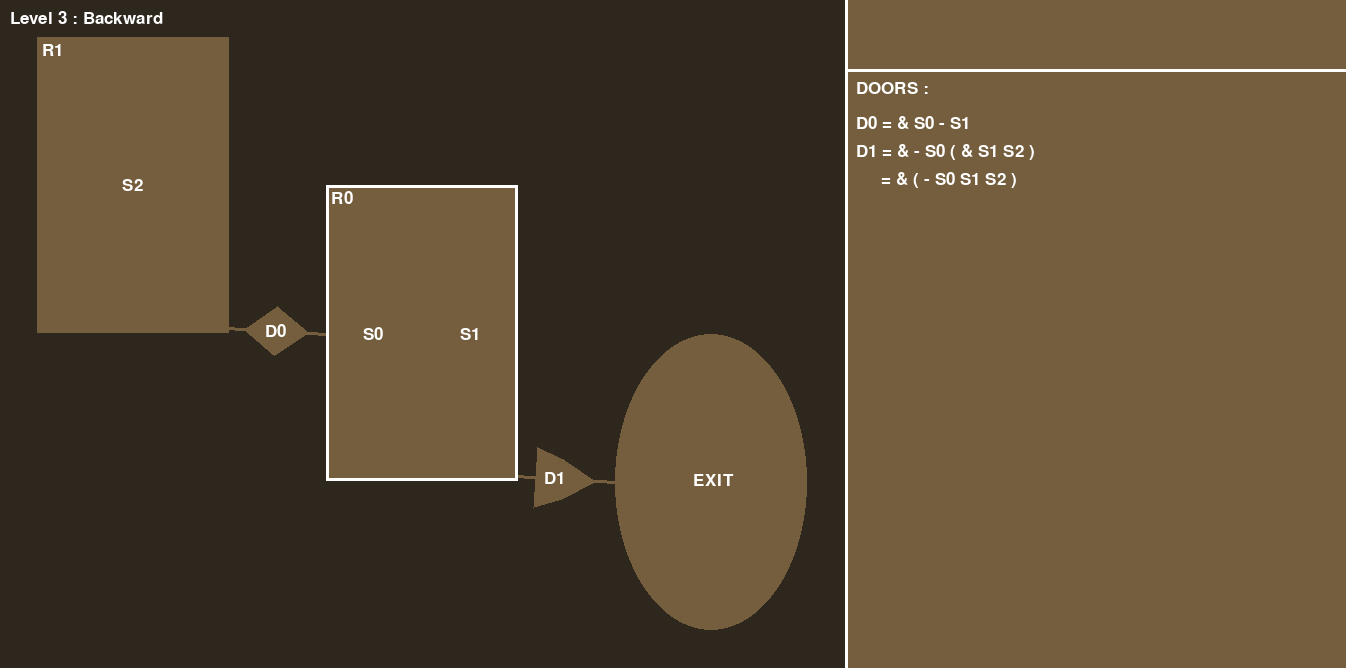 Level 3 : Backward
R1
S2
D0
R0
S0
S1
D1
EXIT
DOORS :
D0 = & S0 - S1
D1 = & - S0 ( & S1 S2 )
= & ( - S0 S1 S2 )